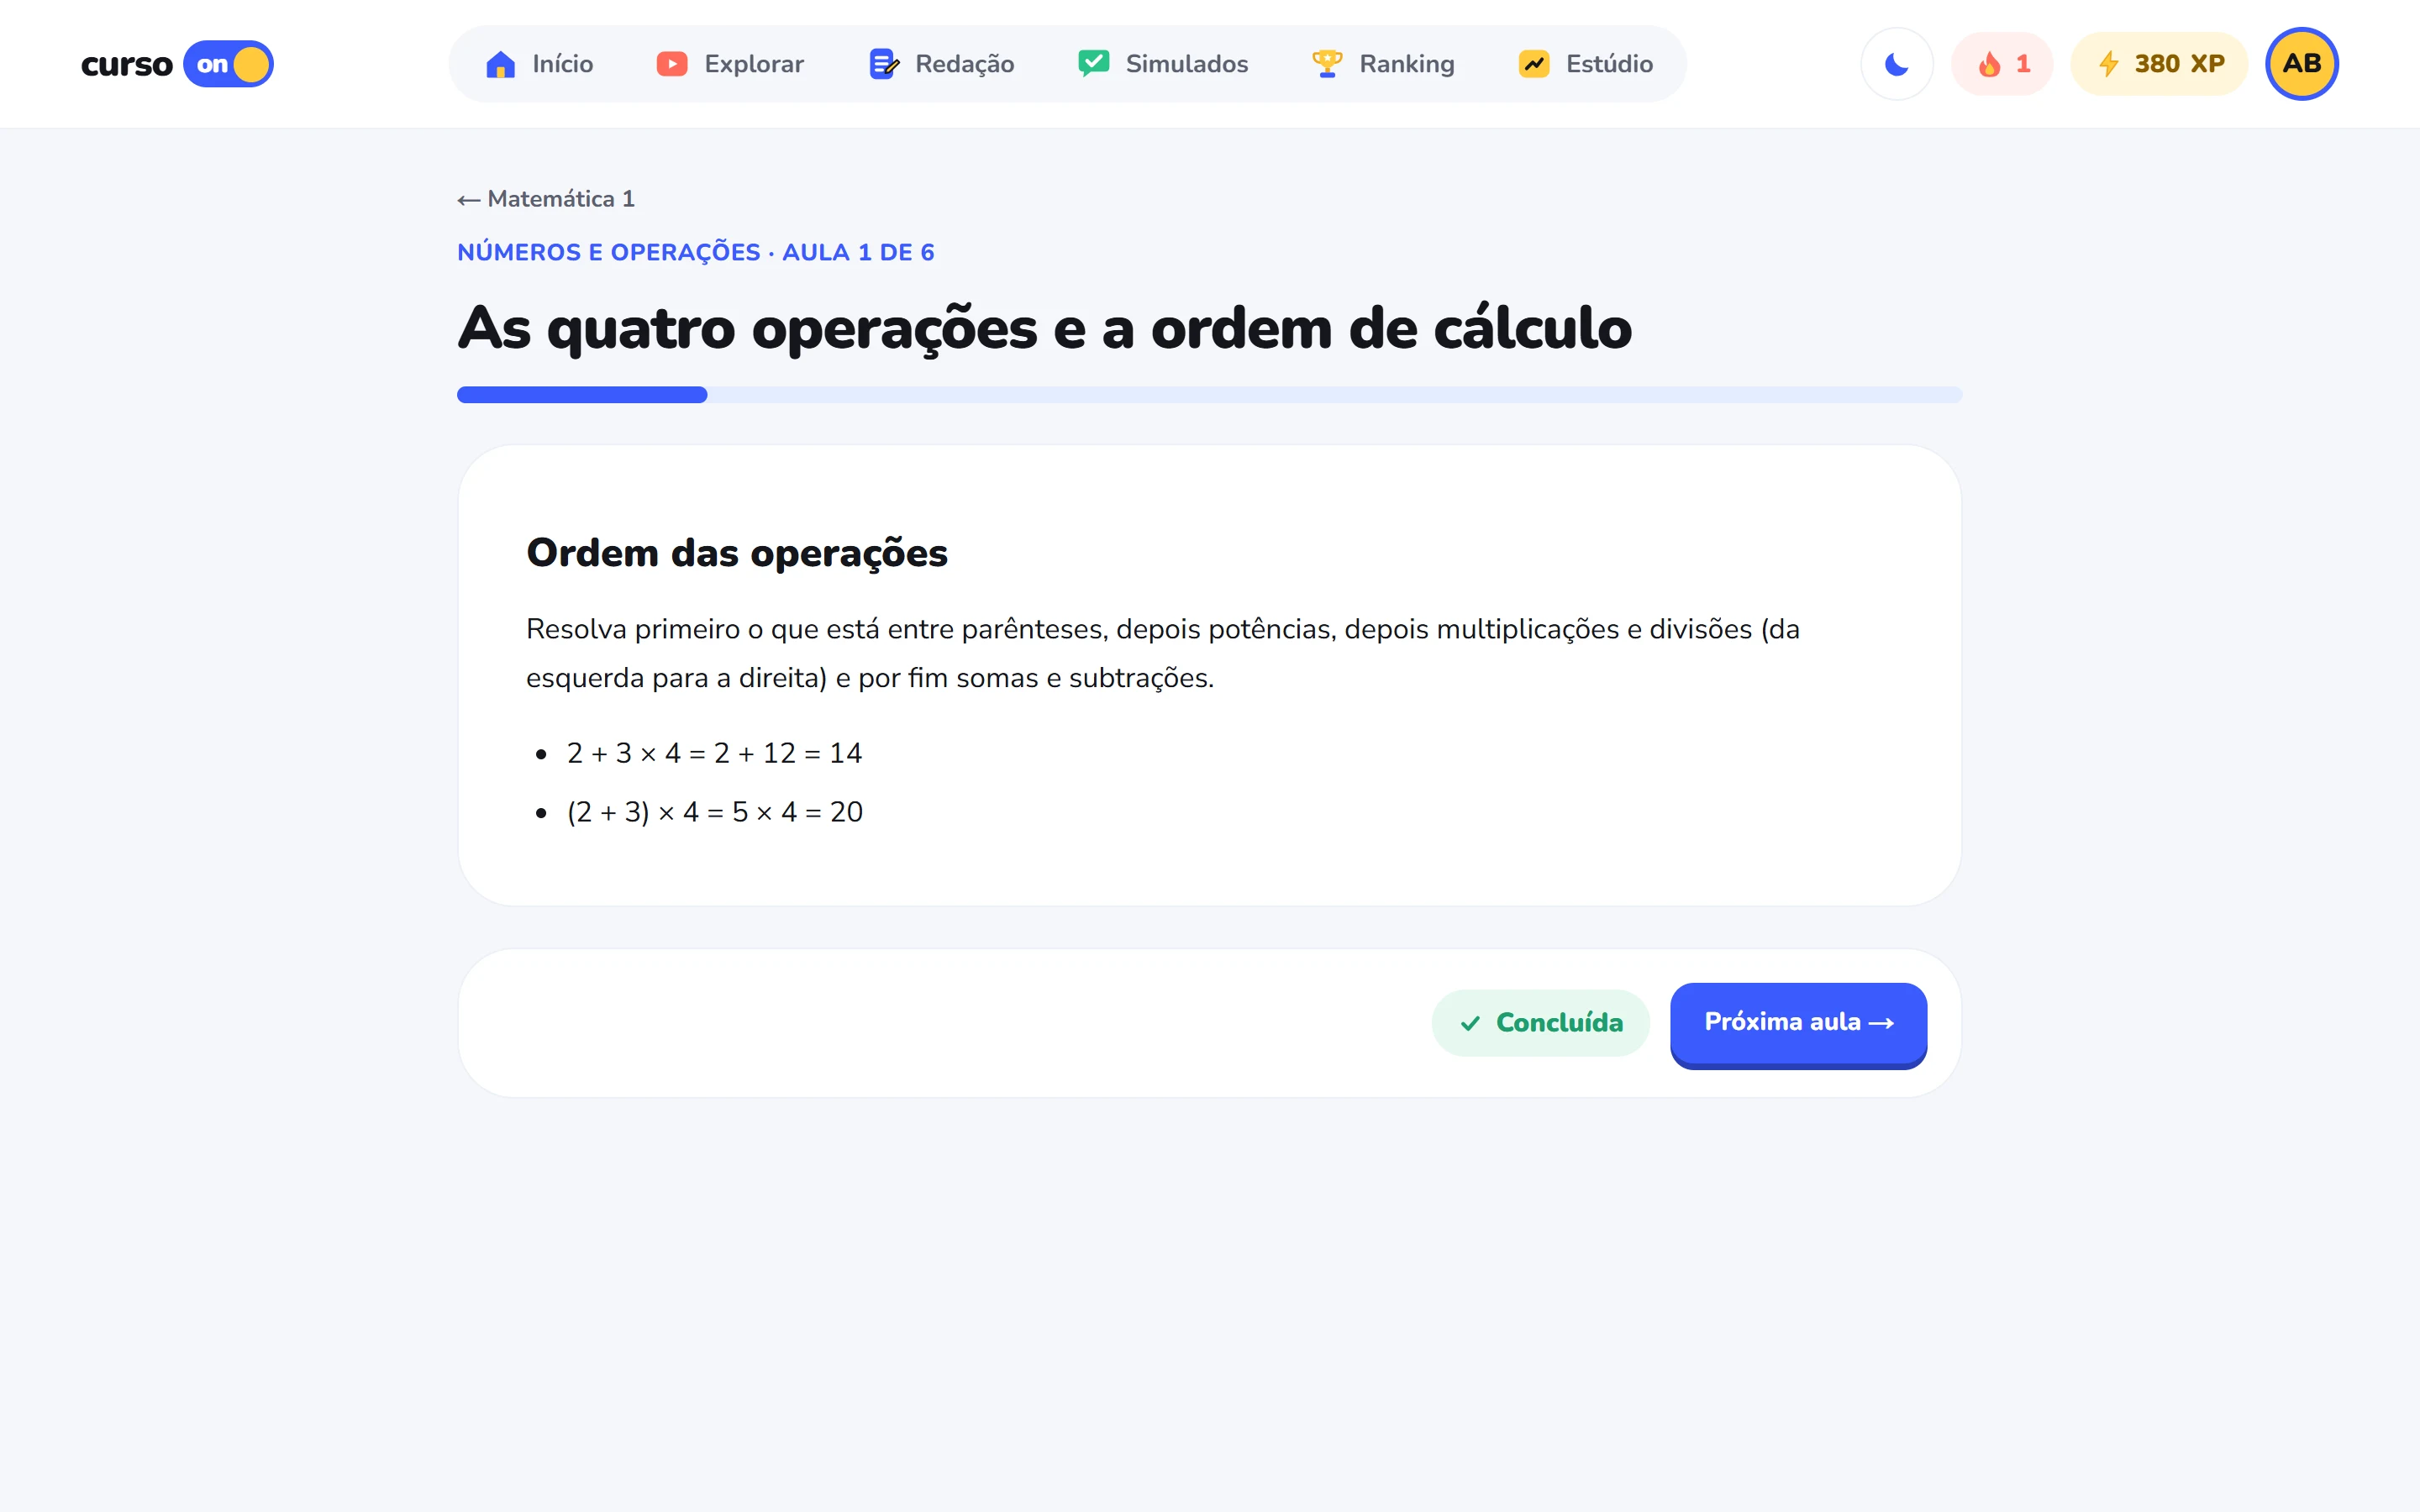 curso on
Início
Explorar
Redação
Simulados
Ranking
Estúdio
1
380 XP
AB
← Matemática 1
NÚMEROS E OPERAÇÕES · AULA 1 DE 6
As quatro operações e a ordem de cálculo
Ordem das operações
Resolva primeiro o que está entre parênteses, depois potências, depois multiplicações e divisões (da
esquerda para a direita) e por fim somas e subtrações.
• 2 + 3 × 4 = 2 + 12 = 14
• (2 + 3) × 4 = 5 × 4 = 20
✓ Concluída
Próxima aula →